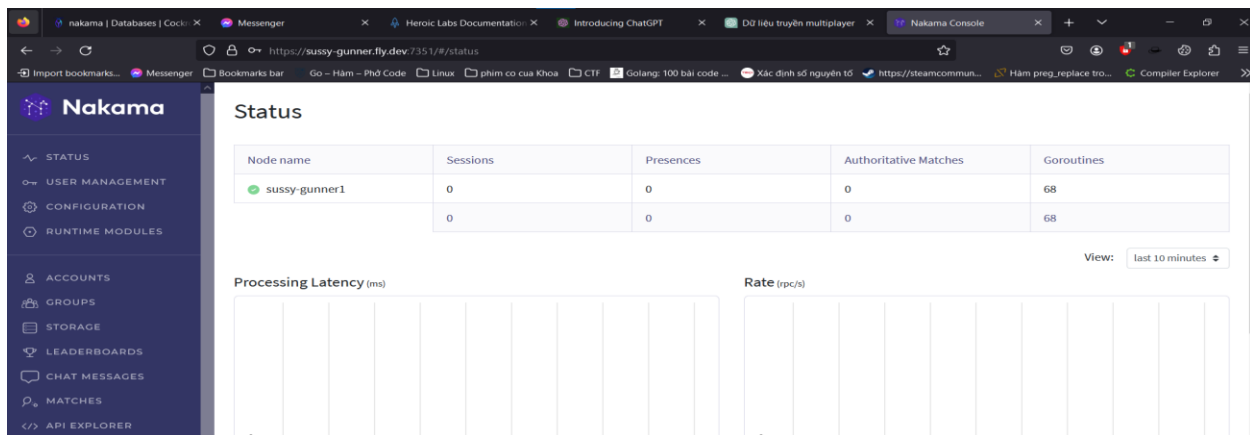 nakama | Databases | Cockr
Messenger
Heroic Labs Documentation
Introducing ChatGPT
Dữ liệu truyền multiplayer
Nakama Console
https://sussy-gunner.fly.dev:7351/#/status
Import bookmarks...
Messenger
Bookmarks bar
Go – Hàm – Phở Code
Linux
phim co cua Khoa
CTF
Golang: 100 bài code ...
Xác định số nguyên tố
https://steamcommun...
Hàm preg_replace tro...
Compiler Explorer
Nakama
STATUS
USER MANAGEMENT
CONFIGURATION
RUNTIME MODULES
ACCOUNTS
GROUPS
STORAGE
LEADERBOARDS
CHAT MESSAGES
MATCHES
API EXPLORER
Status
Node name Sessions Presences Authoritative Matches Goroutines
sussy-gunner1 0 0 0 68
0 0 0 68
View: last 10 minutes
Processing Latency (ms)
Rate (rpc/s)